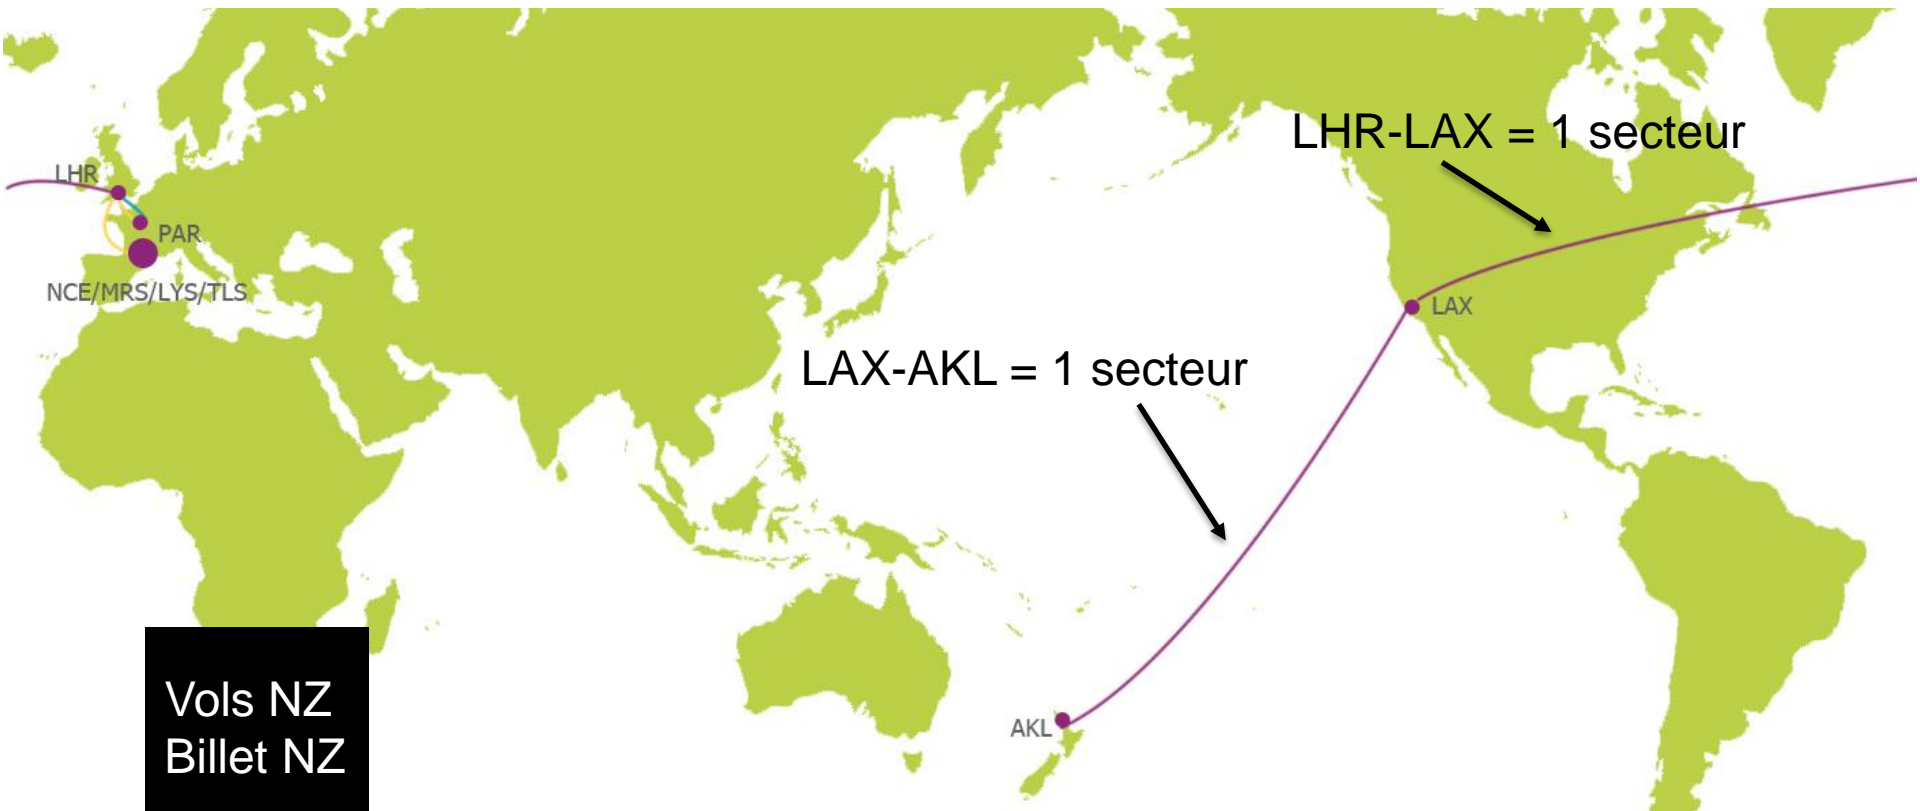 LHR-LAX = 1 secteur
LHR
PAR
NCE/MRS/LYS/TLS
LAX
LAX-AKL = 1 secteur
AKL
Vols NZ
Billet NZ